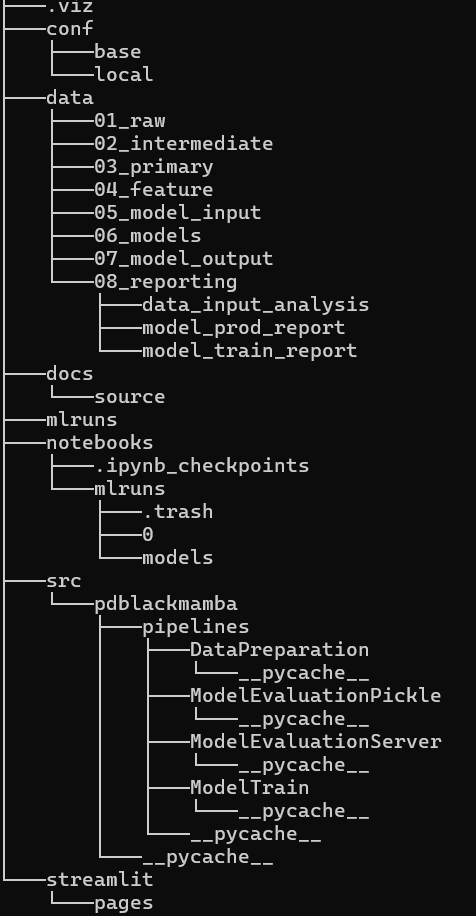 .viz
conf
base
local
data
01_raw
02_intermediate
03_primary
04_feature
05_model_input
06_models
07_model_output
08_reporting
data_input_analysis
model_prod_report
model_train_report
docs
source
mlruns
notebooks
.ipynb_checkpoints
mlruns
.trash
0
models
src
pdblackmamba
pipelines
DataPreparation
__pycache__
ModelEvaluationPickle
__pycache__
ModelEvaluationServer
__pycache__
ModelTrain
__pycache__
__pycache__
__pycache__
streamlit
pages